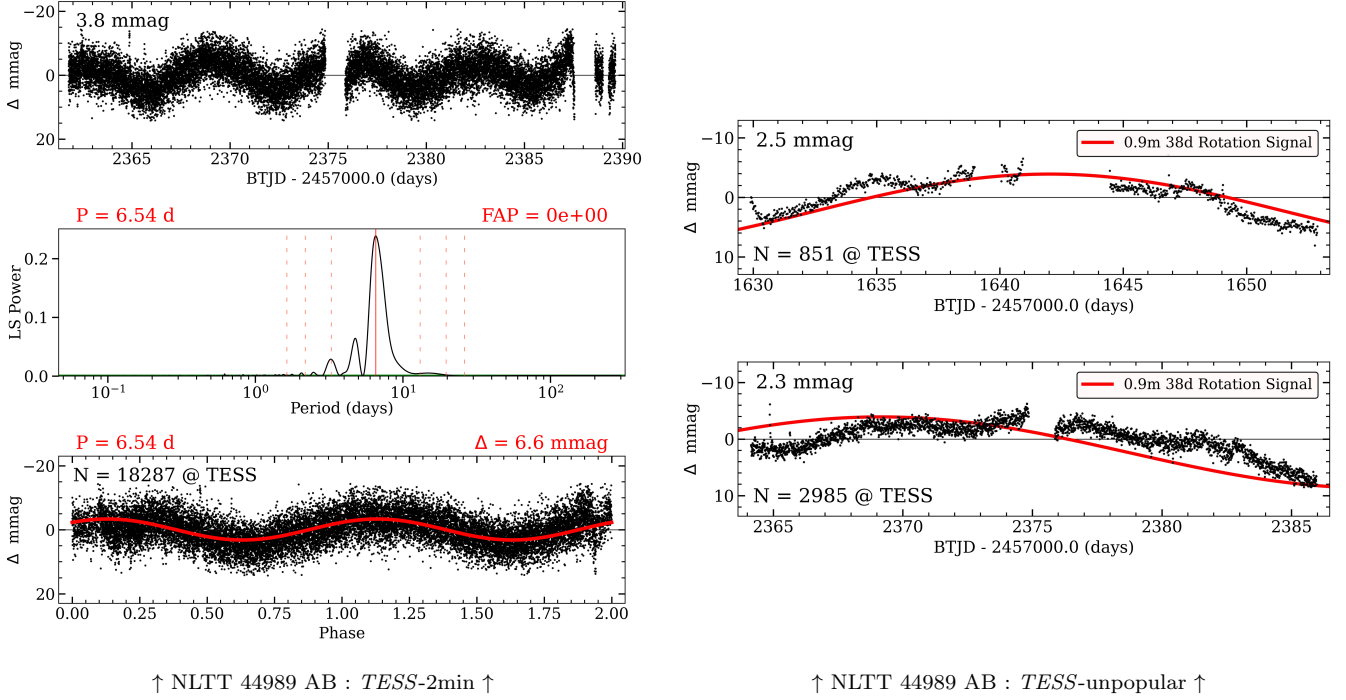 3.8 mmag
−20
0
20
Δ mmag
2365 2370 2375 2380 2385 2390
BTJD - 2457000.0 (days)
P = 6.54 d FAP = 0e+00
0.2
0.1
0.0
LS Power
10⁻¹ 10⁰ 10¹ 10²
Period (days)
P = 6.54 d Δ = 6.6 mmag
N = 18287 @ TESS
−20
0
20
Δ mmag
0.00 0.25 0.50 0.75 1.00 1.25 1.50 1.75 2.00
Phase
↑ NLTT 44989 AB : TESS-2min ↑
2.5 mmag
0.9m 38d Rotation Signal
−10
0
10
Δ mmag
N = 851 @ TESS
1630 1635 1640 1645 1650
BTJD - 2457000.0 (days)
2.3 mmag
0.9m 38d Rotation Signal
−10
0
10
Δ mmag
N = 2985 @ TESS
2365 2370 2375 2380 2385
BTJD - 2457000.0 (days)
↑ NLTT 44989 AB : TESS-unpopular ↑